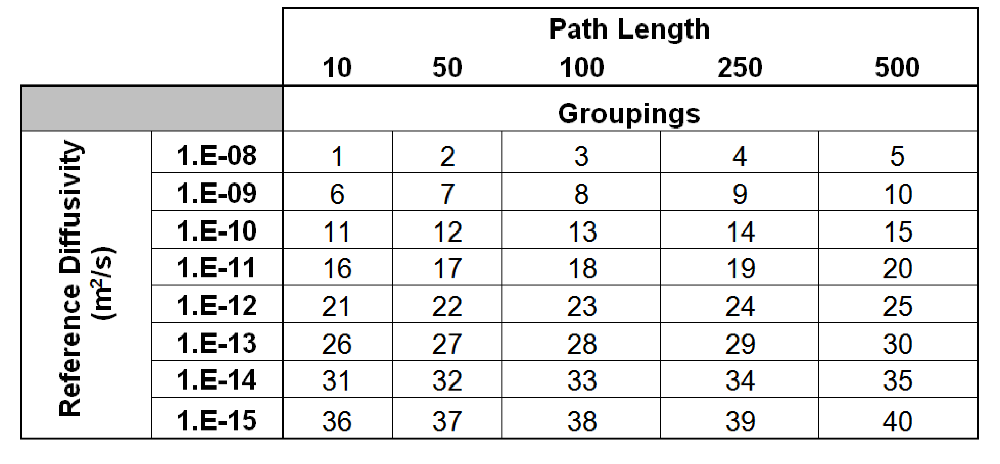 Path Length
10 50 100 250 500
Groupings
Reference Diffusivity
(m²/s)
1.E-08 1 2 3 4 5
1.E-09 6 7 8 9 10
1.E-10 11 12 13 14 15
1.E-11 16 17 18 19 20
1.E-12 21 22 23 24 25
1.E-13 26 27 28 29 30
1.E-14 31 32 33 34 35
1.E-15 36 37 38 39 40